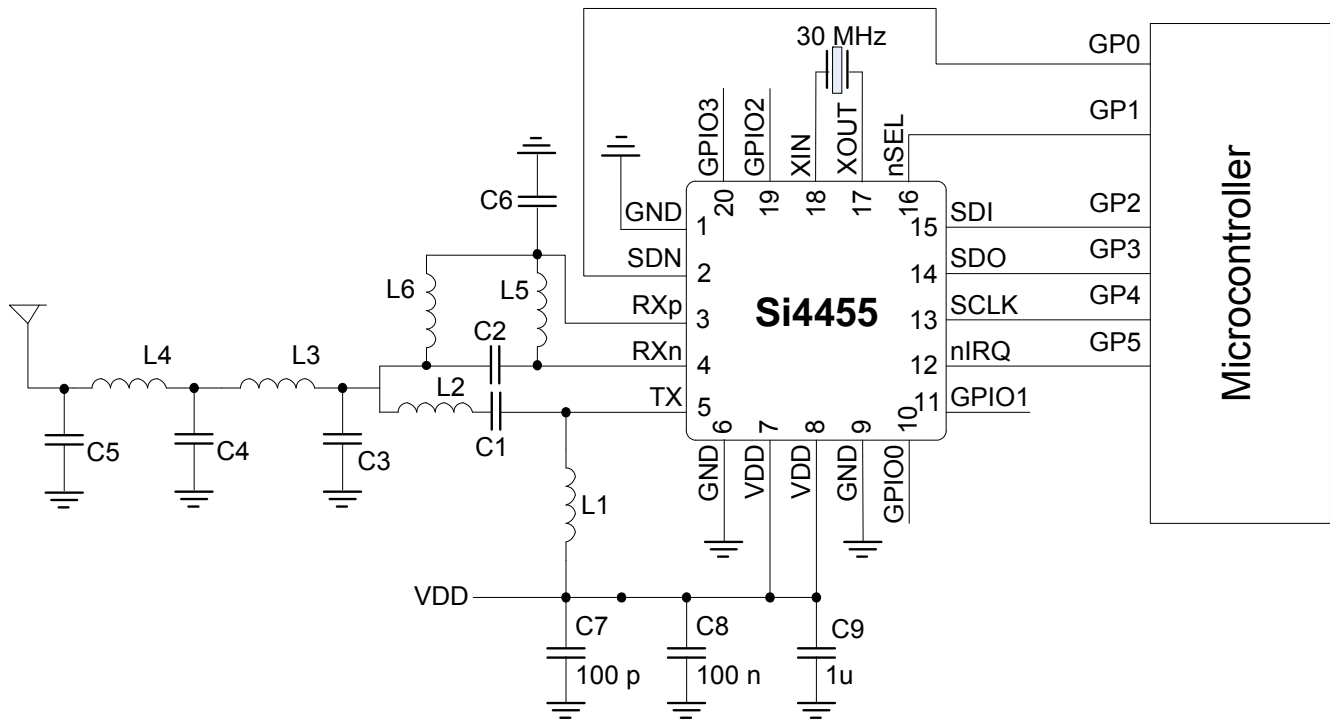 30 MHz
GP0
GP1
GPIO3
GPIO2
XIN
XOUT
nSEL
C6
GND
1
20
19
18
17
16
15
SDI
GP2
SDN
2
14
SDO
GP3
L6
L5
RXp
3
Si4455
13
SCLK
GP4
C2
RXn
4
12
nIRQ
GP5
L4
L3
L2
TX
5
11
GPIO1
C1
6
7
8
9
10
C5
C4
C3
GND
VDD
VDD
GND
GPIO0
L1
Microcontroller
VDD
C7
100 p
C8
100 n
C9
1u